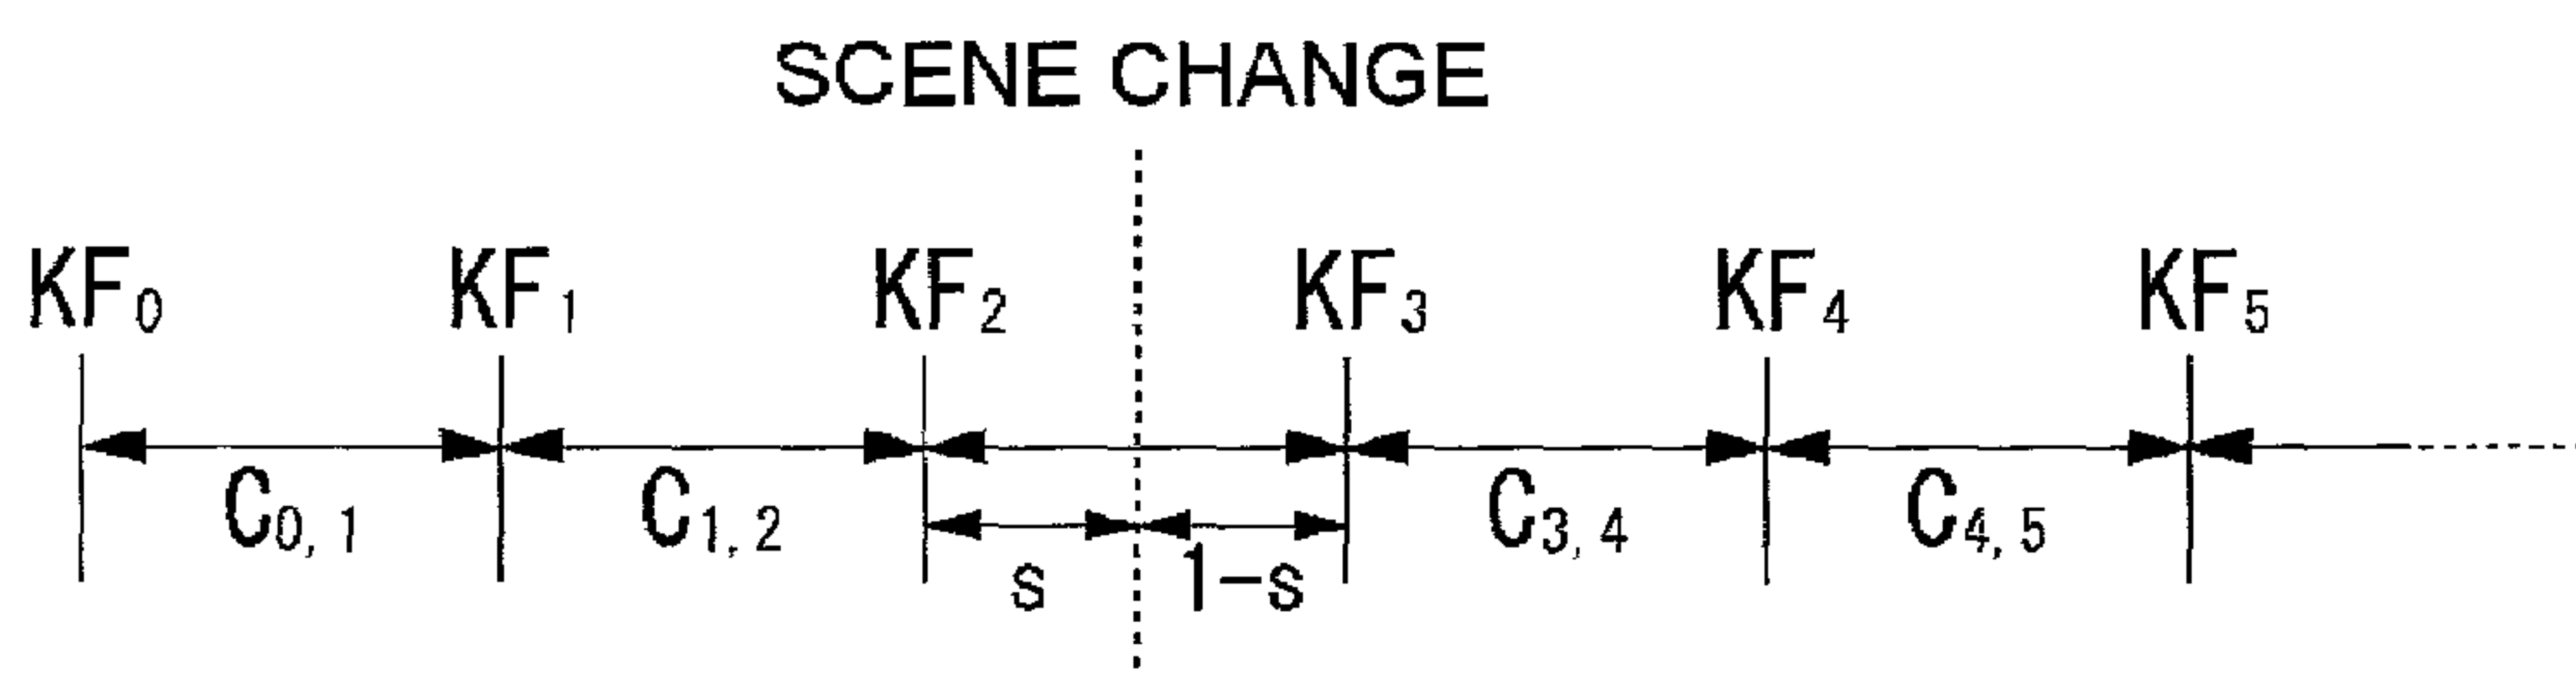 SCENE CHANGE
KF₀ KF₁ KF₂ KF₃ KF₄ KF₅
C₀,₁ C₁,₂ C₃,₄ C₄,₅
s 1-s